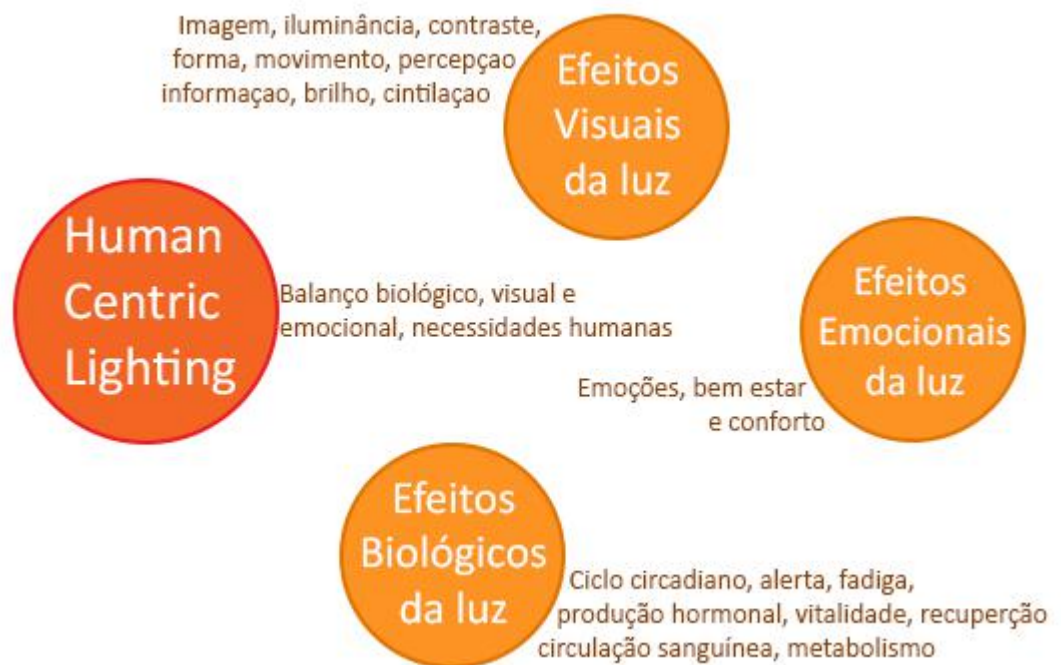 Imagem, iluminância, contraste,
forma, movimento, percepçao
informaçao, brilho, cintilaçao
Efeitos
Visuais
da luz
Human
Centric
Lighting
Balanço biológico, visual e
emocional, necessidades humanas
Efeitos
Emocionais
da luz
Emoções, bem estar
e conforto
Efeitos
Biológicos
da luz
Ciclo circadiano, alerta, fadiga,
produção hormonal, vitalidade, recuperção
circulação sanguínea, metabolismo